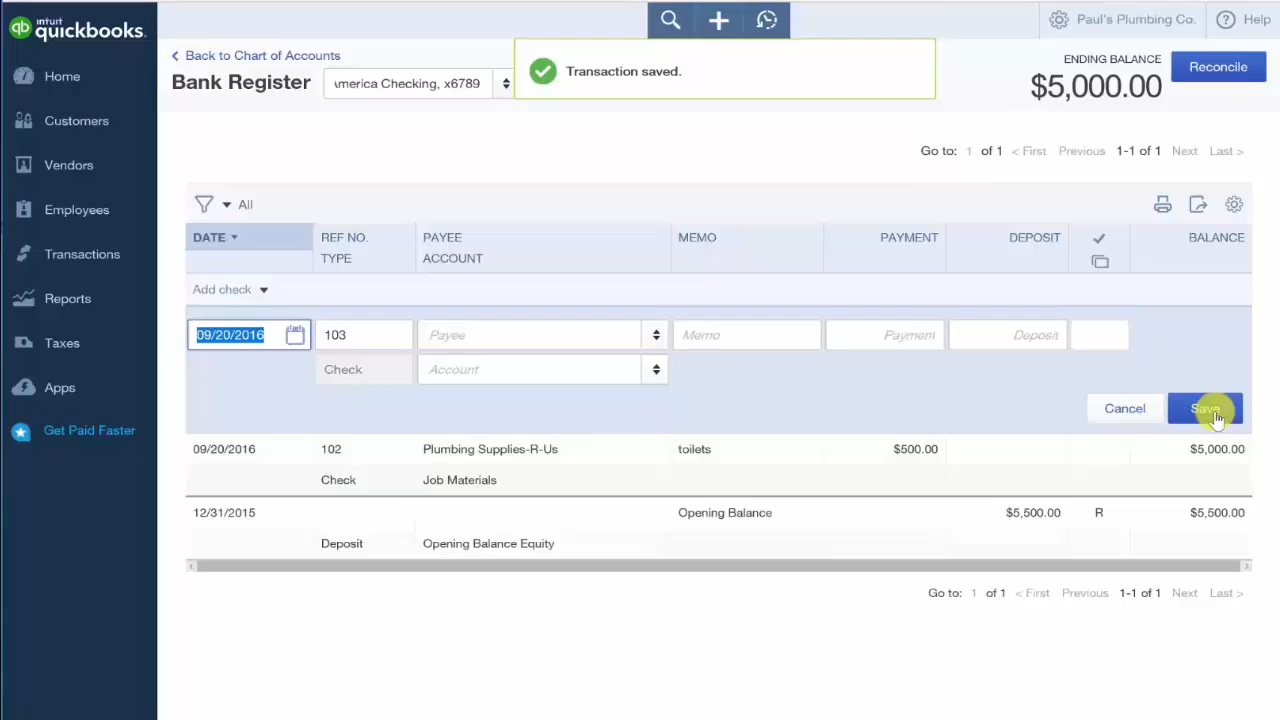 intuit
quickbooks.
Paul's Plumbing Co.
Help
Home
Customers
Vendors
Employees
Transactions
Reports
Taxes
Apps
Get Paid Faster
Back to Chart of Accounts
Bank Register
merica Checking, x6789
Transaction saved.
ENDING BALANCE
$5,000.00
Reconcile
Go to: 1 of 1 < First Previous 1-1 of 1 Next Last >
All
DATE REF NO. PAYEE MEMO PAYMENT DEPOSIT BALANCE
TYPE ACCOUNT
Add check
09/20/2016 103 Payee Memo Payment Deposit
Check Account
Cancel Save
09/20/2016 102 Plumbing Supplies-R-Us toilets $500.00 $5,000.00
Check Job Materials
12/31/2015 Opening Balance $5,500.00 R $5,500.00
Deposit Opening Balance Equity
Go to: 1 of 1 < First Previous 1-1 of 1 Next Last >